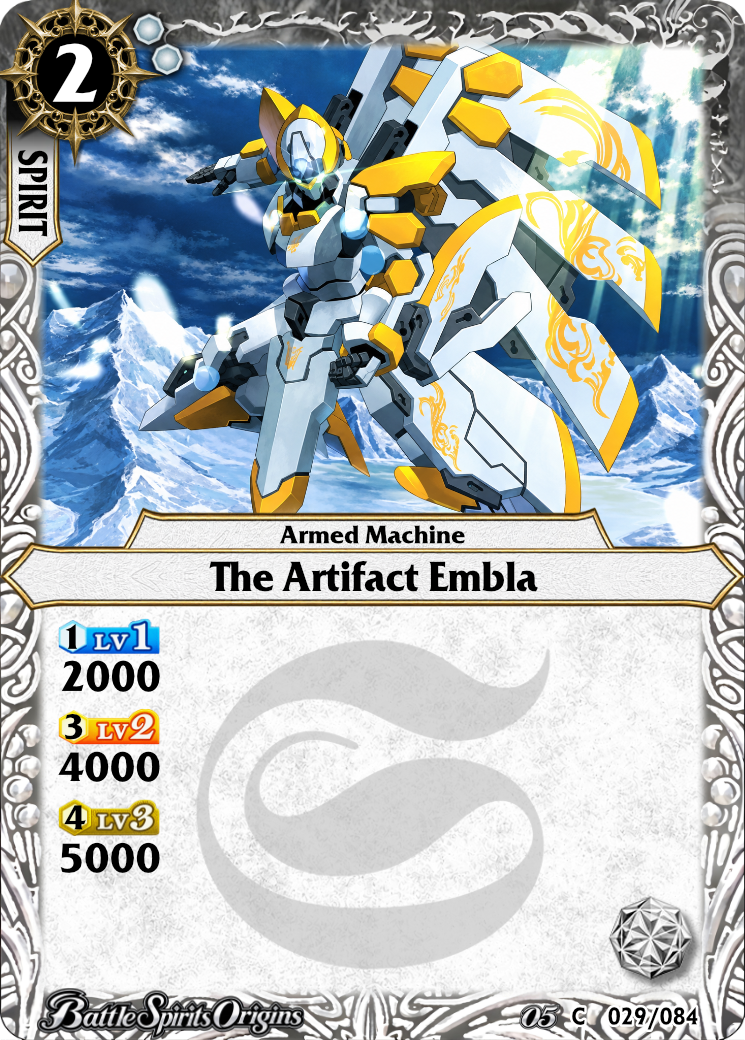 2
SPIRIT
Armed Machine
The Artifact Embla
1 LV1
2000
3 LV2
4000
4 LV3
5000
Battle Spirits Origins
05 C 029/084